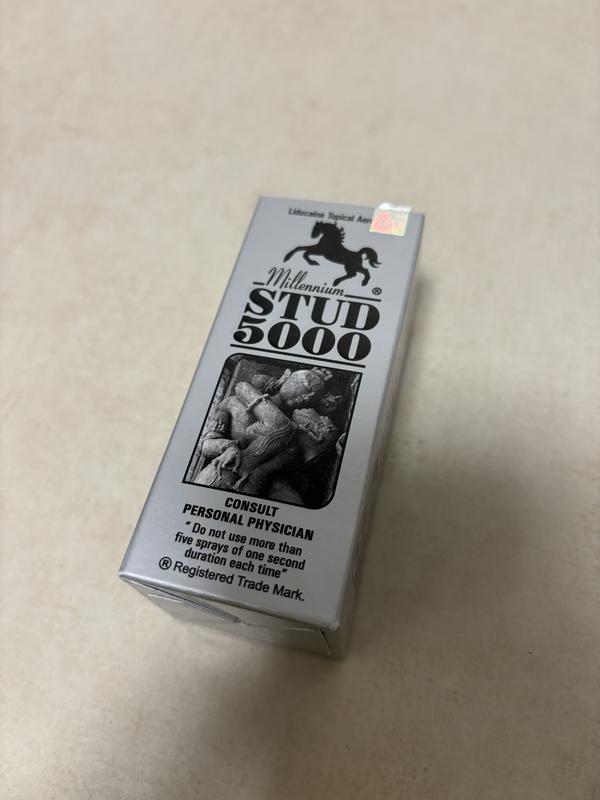 Lidocaine Topical
Millennium
®
STUD
5000
CONSULT
PERSONAL PHYSICIAN
“ Do not use more than
five sprays of one second
duration each time”
® Registered Trade Mark.